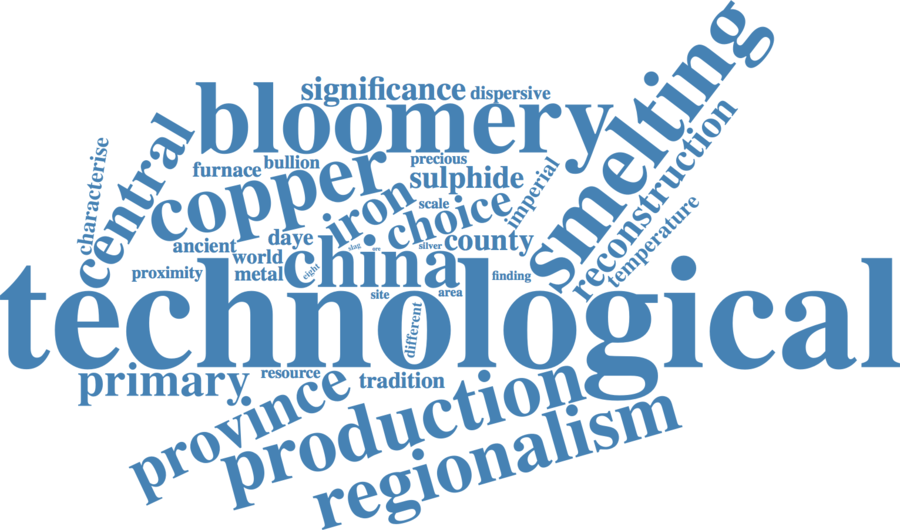 smelting
bloomery
significance
dispersive
reconstruction
central
characterise
furnace
bullion
copper
precious
sulphide
imperial
iron
scale
choice
temperature
ancient
daye
slag
ore
silver
county
world
china
proximity
metal
eight
finding
site
area
technological
different
primary
resource
tradition
province
production
regionalism